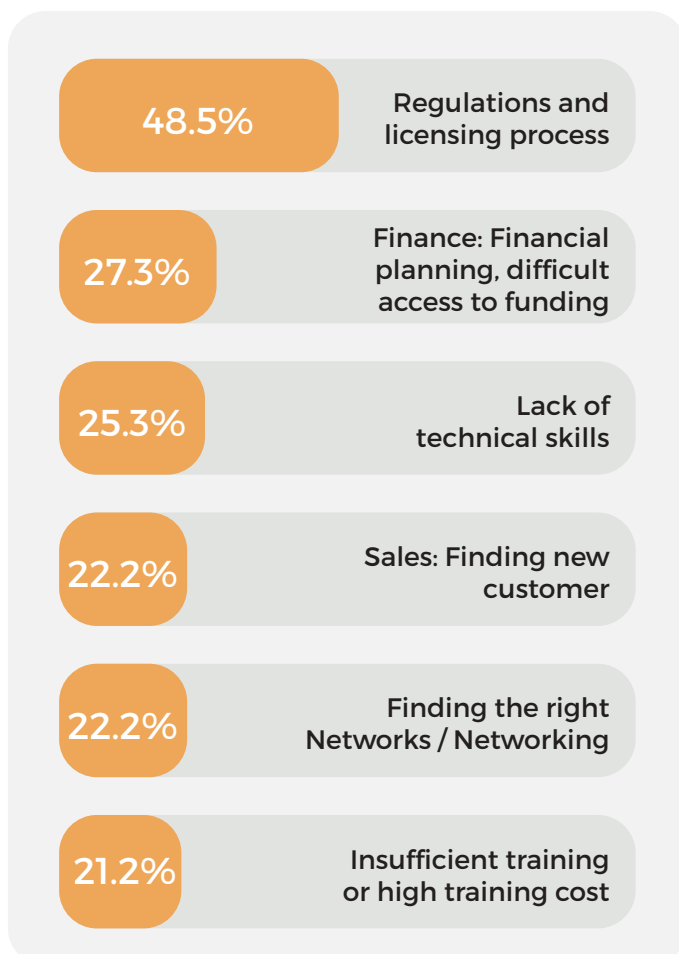 48.5%
Regulations and
licensing process
27.3%
Finance: Financial
planning, difficult
access to funding
25.3%
Lack of
technical skills
22.2%
Sales: Finding new
customer
22.2%
Finding the right
Networks / Networking
21.2%
Insufficient training
or high training cost